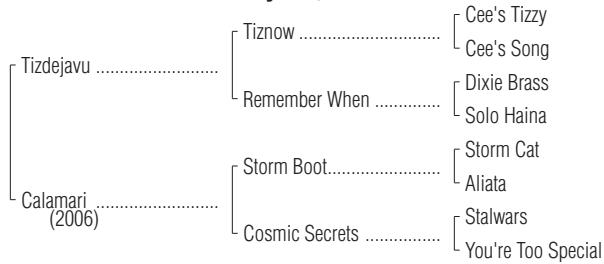 Cee's Tizzy
Tiznow ........................
Cee's Song
Tizdejavu ........................
Dixie Brass
Remember When .............
Solo Haina
Storm Cat
Storm Boot......................
Aliata
Calamari ........................
(2006)
Stalwars
Cosmic Secrets ...............
You're Too Special